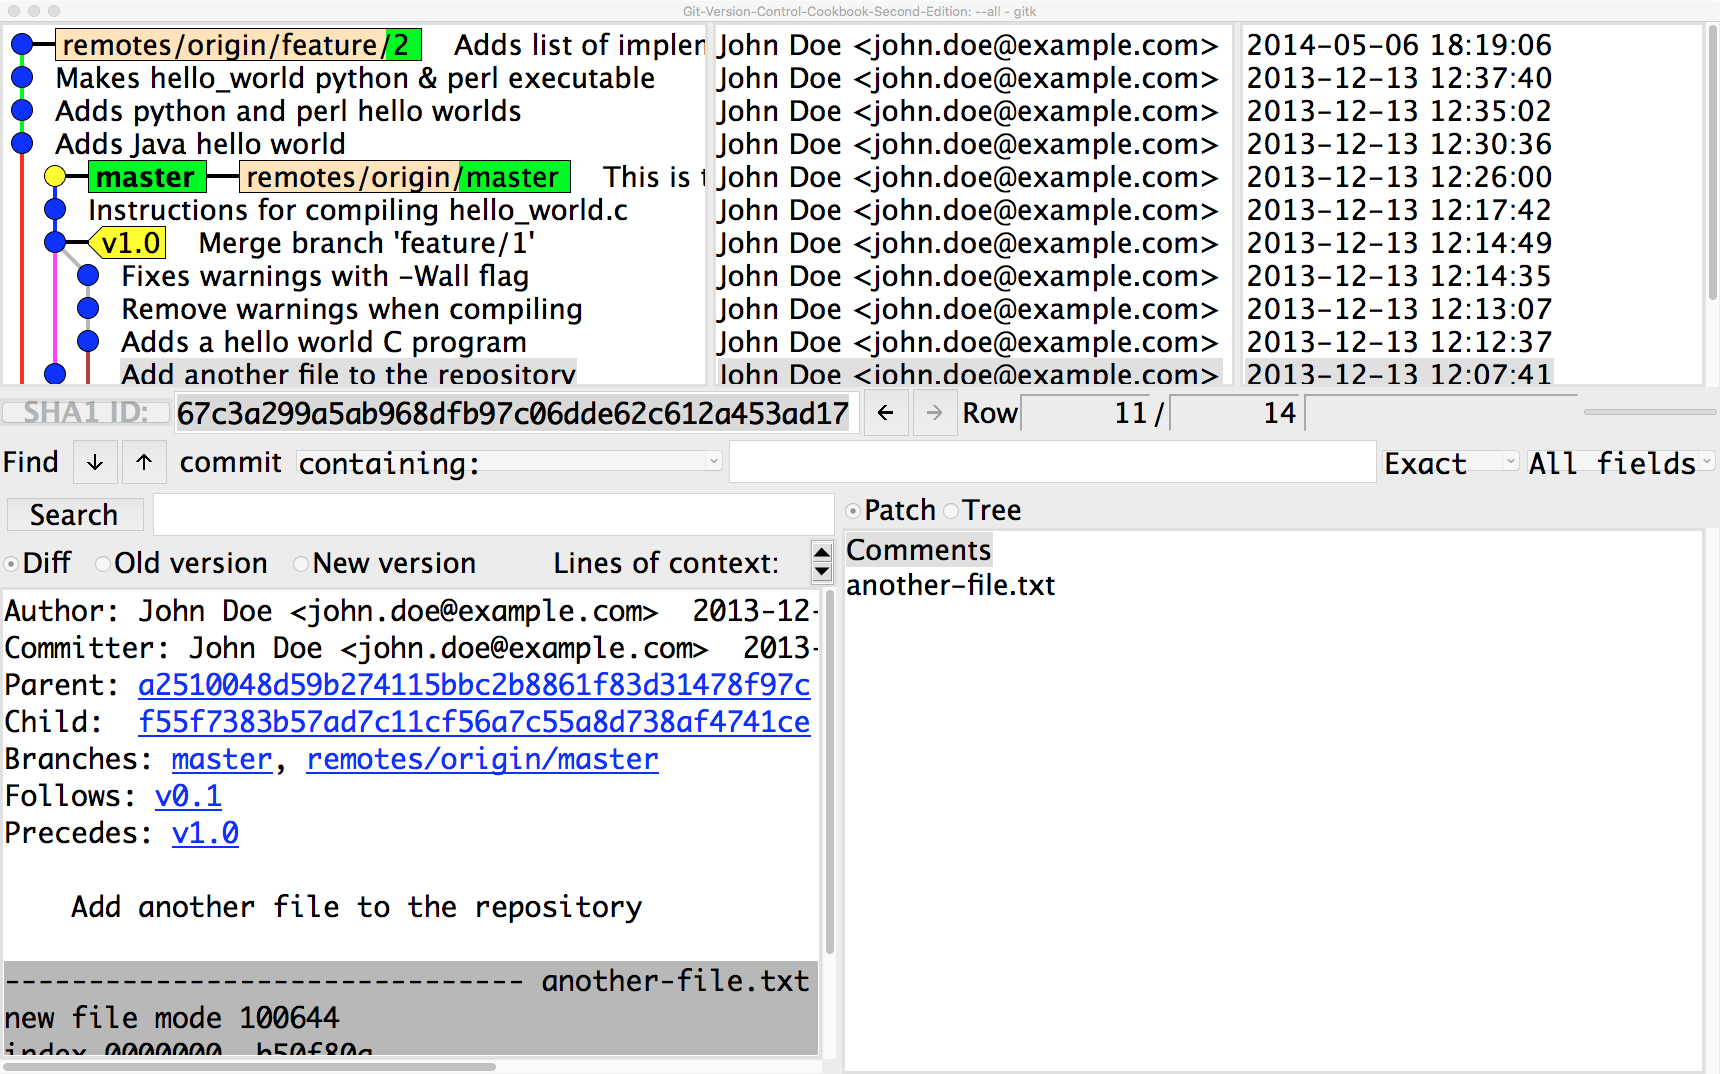 Git-Version-Control-Cookbook-Second-Edition: --all - gitk
remotes/origin/feature/2 Adds list of implem John Doe <john.doe@example.com> 2014-05-06 18:19:06
Makes hello_world python & perl executable John Doe <john.doe@example.com> 2013-12-13 12:37:40
Adds python and perl hello worlds John Doe <john.doe@example.com> 2013-12-13 12:35:02
Adds Java hello world John Doe <john.doe@example.com> 2013-12-13 12:30:36
master remotes/origin/master This is t John Doe <john.doe@example.com> 2013-12-13 12:26:00
Instructions for compiling hello_world.c John Doe <john.doe@example.com> 2013-12-13 12:17:42
v1.0 Merge branch 'feature/1' John Doe <john.doe@example.com> 2013-12-13 12:14:49
Fixes warnings with -Wall flag John Doe <john.doe@example.com> 2013-12-13 12:14:35
Remove warnings when compiling John Doe <john.doe@example.com> 2013-12-13 12:13:07
Adds a hello world C program John Doe <john.doe@example.com> 2013-12-13 12:12:37
Add another file to the repository John Doe <john.doe@example.com> 2013-12-13 12:07:41
SHA1 ID: 67c3a299a5ab968dfb97c06dde62c612a453ad17 ← → Row 11 / 14
Find ↓ ↑ commit containing: Exact All fields
Search
Diff Old version New version Lines of context:
Author: John Doe <john.doe@example.com> 2013-12-
Committer: John Doe <john.doe@example.com> 2013-
Parent: a2510048d59b274115bbc2b8861f83d31478f97c
Child: f55f7383b57ad7c11cf56a7c55a8d738af4741ce
Branches: master, remotes/origin/master
Follows: v0.1
Precedes: v1.0
Add another file to the repository
------------------------------- another-file.txt
new file mode 100644
index 0000000..b50f80a
Patch Tree
Comments
another-file.txt